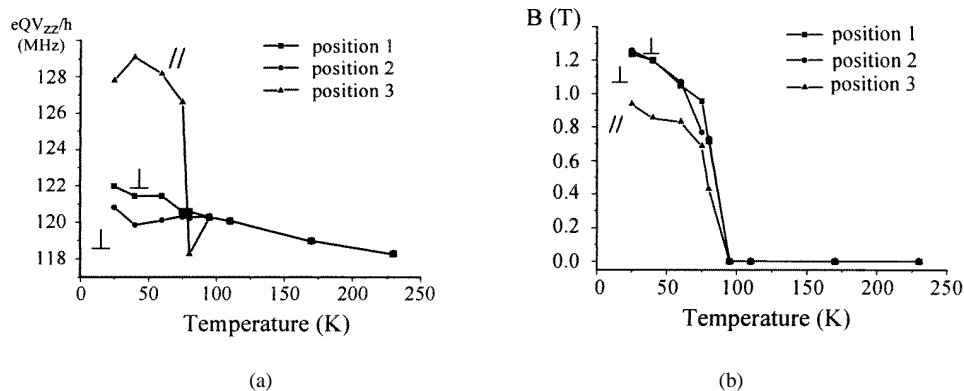 eQVzz/h
(MHz)
128
126
122
120
118
//
⊥
⊥
position 1
position 2
position 3
0 50 100 150 200 250
Temperature (K)
(a)
B (T)
1.2
1.0
0.8
0.6
0.4
0.2
0.0
⊥
⊥
//
position 1
position 2
position 3
0 50 100 150 200 250
Temperature (K)
(b)